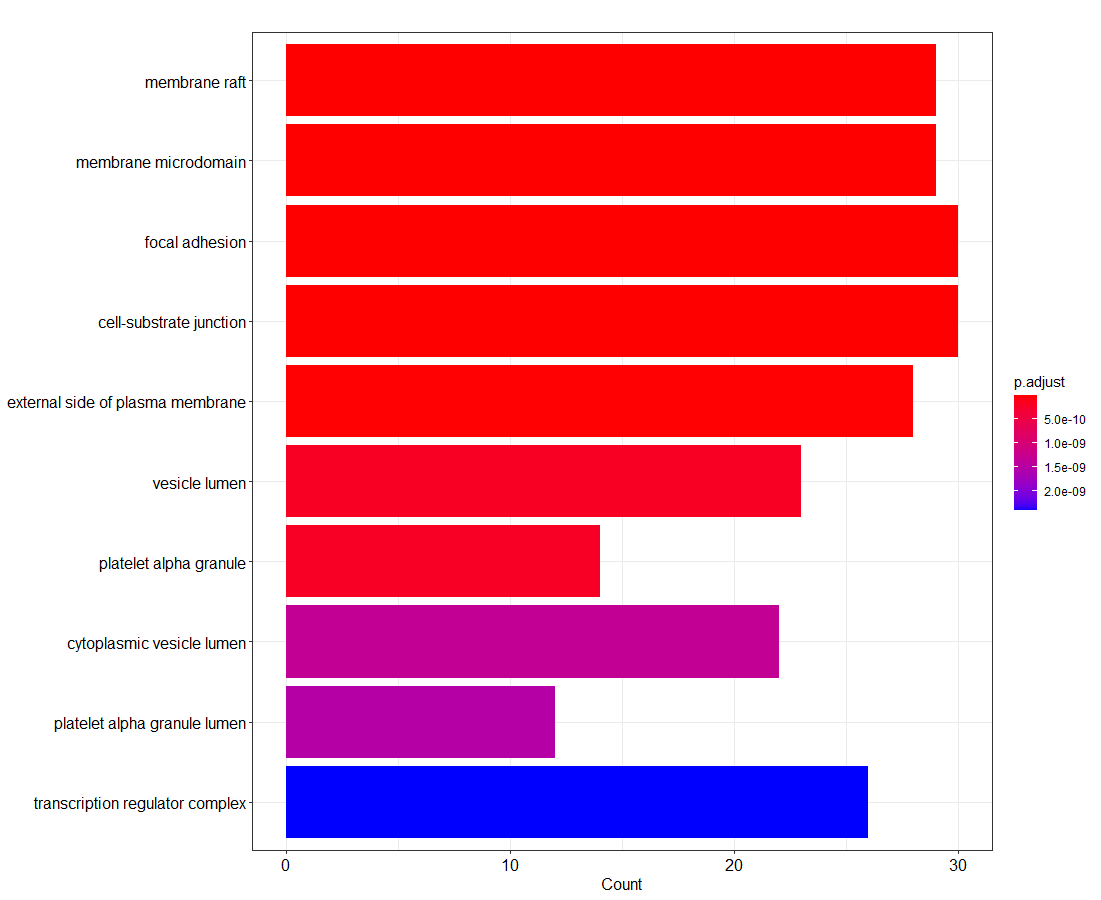 membrane raft
membrane microdomain
focal adhesion
cell-substrate junction
external side of plasma membrane
vesicle lumen
platelet alpha granule
cytoplasmic vesicle lumen
platelet alpha granule lumen
transcription regulator complex
0 10 20 30
Count
p.adjust
5.0e-10
1.0e-09
1.5e-09
2.0e-09